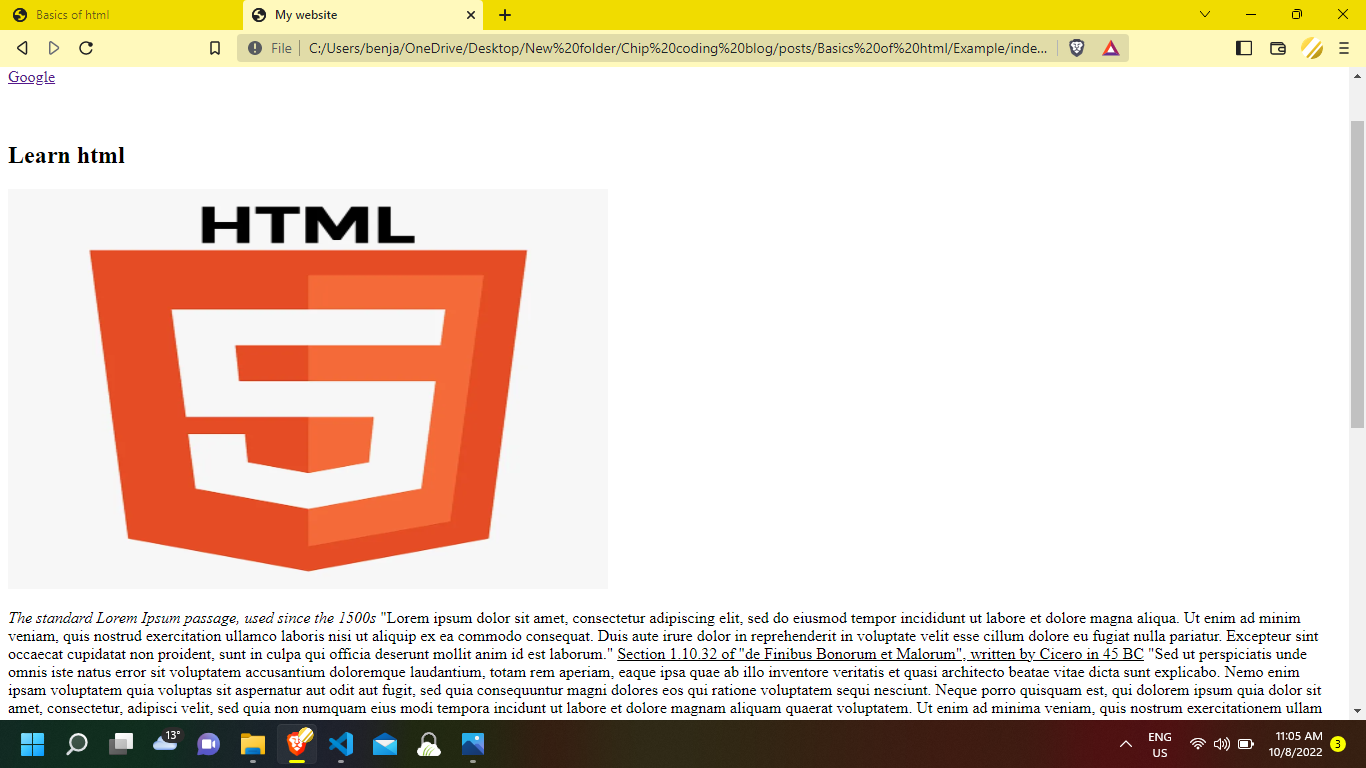 Basics of html
My website
File
C:/Users/benja/OneDrive/Desktop/New%20folder/Chip%20coding%20blog/posts/Basics%20of%20html/Example/inde...
Google
Learn html
HTML
The standard Lorem Ipsum passage, used since the 1500s "Lorem ipsum dolor sit amet, consectetur adipiscing elit, sed do eiusmod tempor incididunt ut labore et dolore magna aliqua. Ut enim ad minim
veniam, quis nostrud exercitation ullamco laboris nisi ut aliquip ex ea commodo consequat. Duis aute irure dolor in reprehenderit in voluptate velit esse cillum dolore eu fugiat nulla pariatur. Excepteur sint
occaecat cupidatat non proident, sunt in culpa qui officia deserunt mollit anim id est laborum." Section 1.10.32 of "de Finibus Bonorum et Malorum", written by Cicero in 45 BC "Sed ut perspiciatis unde
omnis iste natus error sit voluptatem accusantium doloremque laudantium, totam rem aperiam, eaque ipsa quae ab illo inventore veritatis et quasi architecto beatae vitae dicta sunt explicabo. Nemo enim
ipsam voluptatem quia voluptas sit aspernatur aut odit aut fugit, sed quia consequuntur magni dolores eos qui ratione voluptatem sequi nesciunt. Neque porro quisquam est, qui dolorem ipsum quia dolor sit
amet, consectetur, adipisci velit, sed quia non numquam eius modi tempora incidunt ut labore et dolore magnam aliquam quaerat voluptatem. Ut enim ad minima veniam, quis nostrum exercitationem ullam
13°
ENG
US
11:05 AM
10/8/2022
3